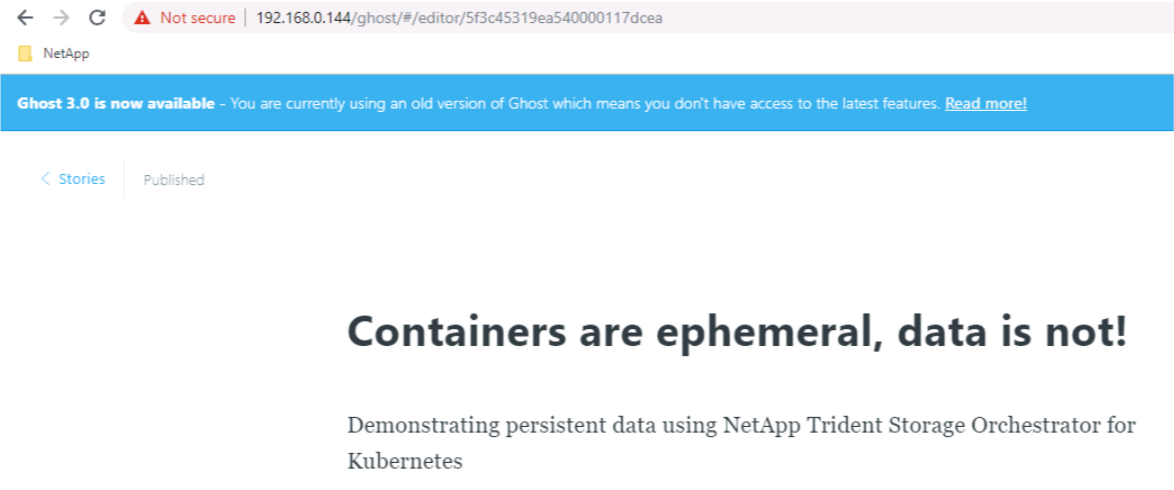 Not secure | 192.168.0.144/ghost/#/editor/5f3c45319ea540000117dcea
NetApp
Ghost 3.0 is now available - You are currently using an old version of Ghost which means you don't have access to the latest features. Read more!
< Stories Published
Containers are ephemeral, data is not!
Demonstrating persistent data using NetApp Trident Storage Orchestrator for
Kubernetes